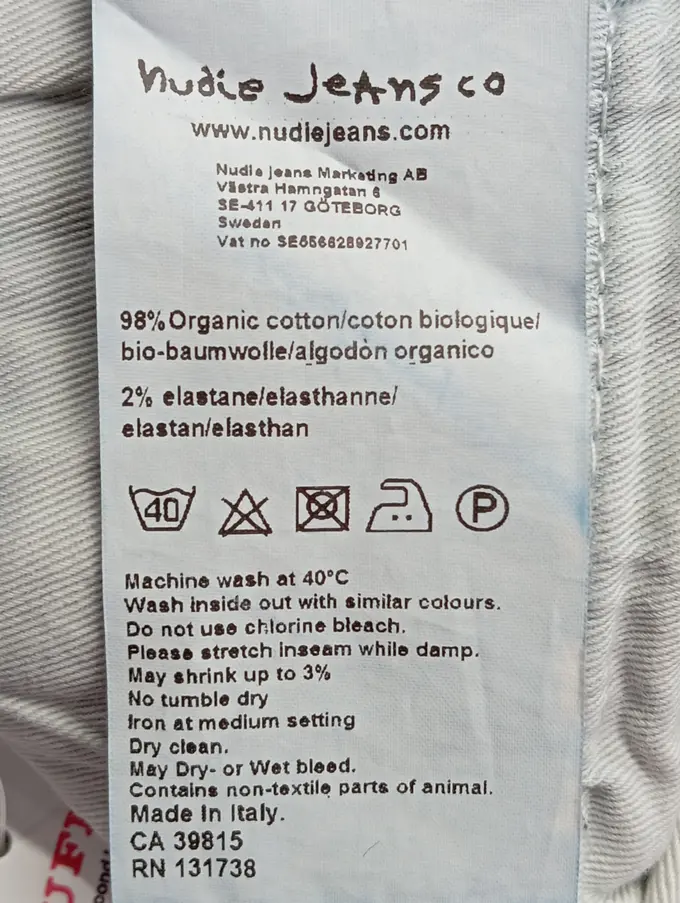 nudie Jeans co
www.nudiejeans.com
Nudie Jeans Marketing AB
Västra Hamngatan 6
SE-411 17 GÖTEBORG
Sweden
Vat no SE556628927701
98% Organic cotton/coton biologique/
bio-baumwolle/algodòn organico
2% elastane/elasthanne/
elastan/elasthan
40
P
Machine wash at 40°C
Wash inside out with similar colours.
Do not use chlorine bleach.
Please stretch inseam while damp.
May shrink up to 3%
No tumble dry
Iron at medium setting
Dry clean.
May Dry- or Wet bleed.
Contains non-textile parts of animal.
Made In Italy.
CA 39815
RN 131738